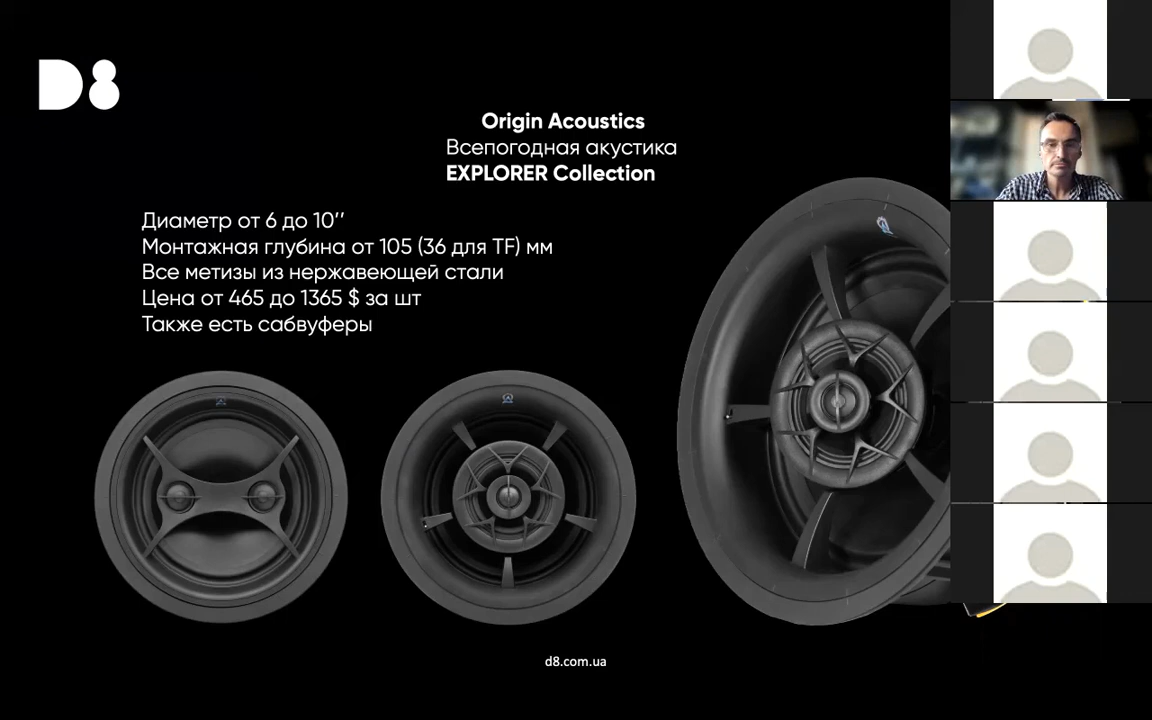 D8
Origin Acoustics
Всепогодная акустика
EXPLORER Collection
Диаметр от 6 до 10’’
Монтажная глубина от 105 (36 для TF) мм
Все метизы из нержавеющей стали
Цена от 465 до 1365 $ за шт
Также есть сабвуферы
d8.com.ua